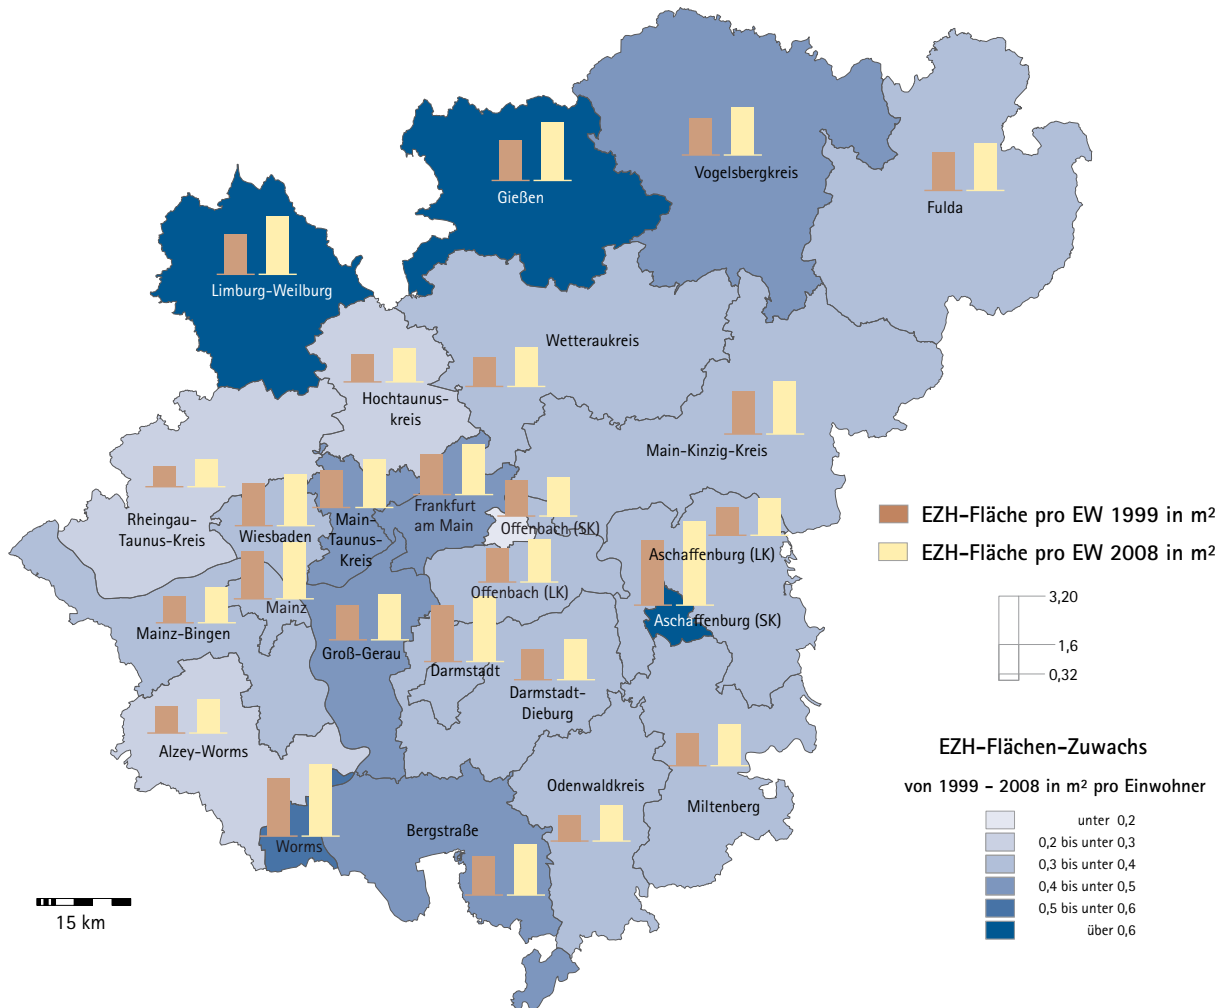 Vogelsbergkreis
Gießen
Fulda
Limburg-Weilburg
Wetteraukreis
Hochtaunus-
kreis
Main-Kinzig-Kreis
Rheingau-
Taunus-Kreis
Wiesbaden
Main-
Taunus-
Kreis
Frankfurt
am Main
Offenbach (SK)
Aschaffenburg (LK)
Offenbach (LK)
Mainz
Mainz-Bingen
Aschaffenburg (SK)
Groß-Gerau
Darmstadt
Darmstadt-
Dieburg
Alzey-Worms
Odenwaldkreis
Miltenberg
Bergstraße
Worms
15 km
EZH-Fläche pro EW 1999 in m²
EZH-Fläche pro EW 2008 in m²
3,20
1,6
0,32
EZH-Flächen-Zuwachs
von 1999 - 2008 in m² pro Einwohner
unter 0,2
0,2 bis unter 0,3
0,3 bis unter 0,4
0,4 bis unter 0,5
0,5 bis unter 0,6
über 0,6